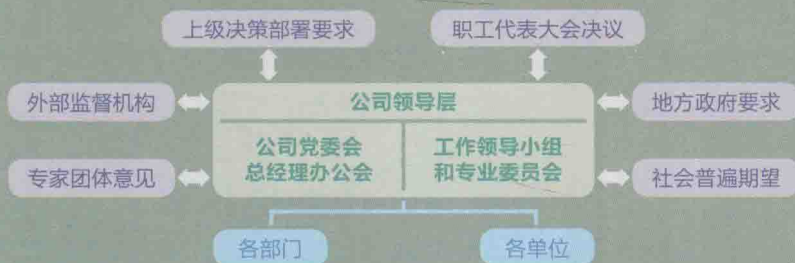 上级决策部署要求
职工代表大会决议
外部监督机构
公司领导层
地方政府要求
公司党委会
总经理办公会
工作领导小组
和专业委员会
专家团体意见
社会普遍期望
各部门
各单位